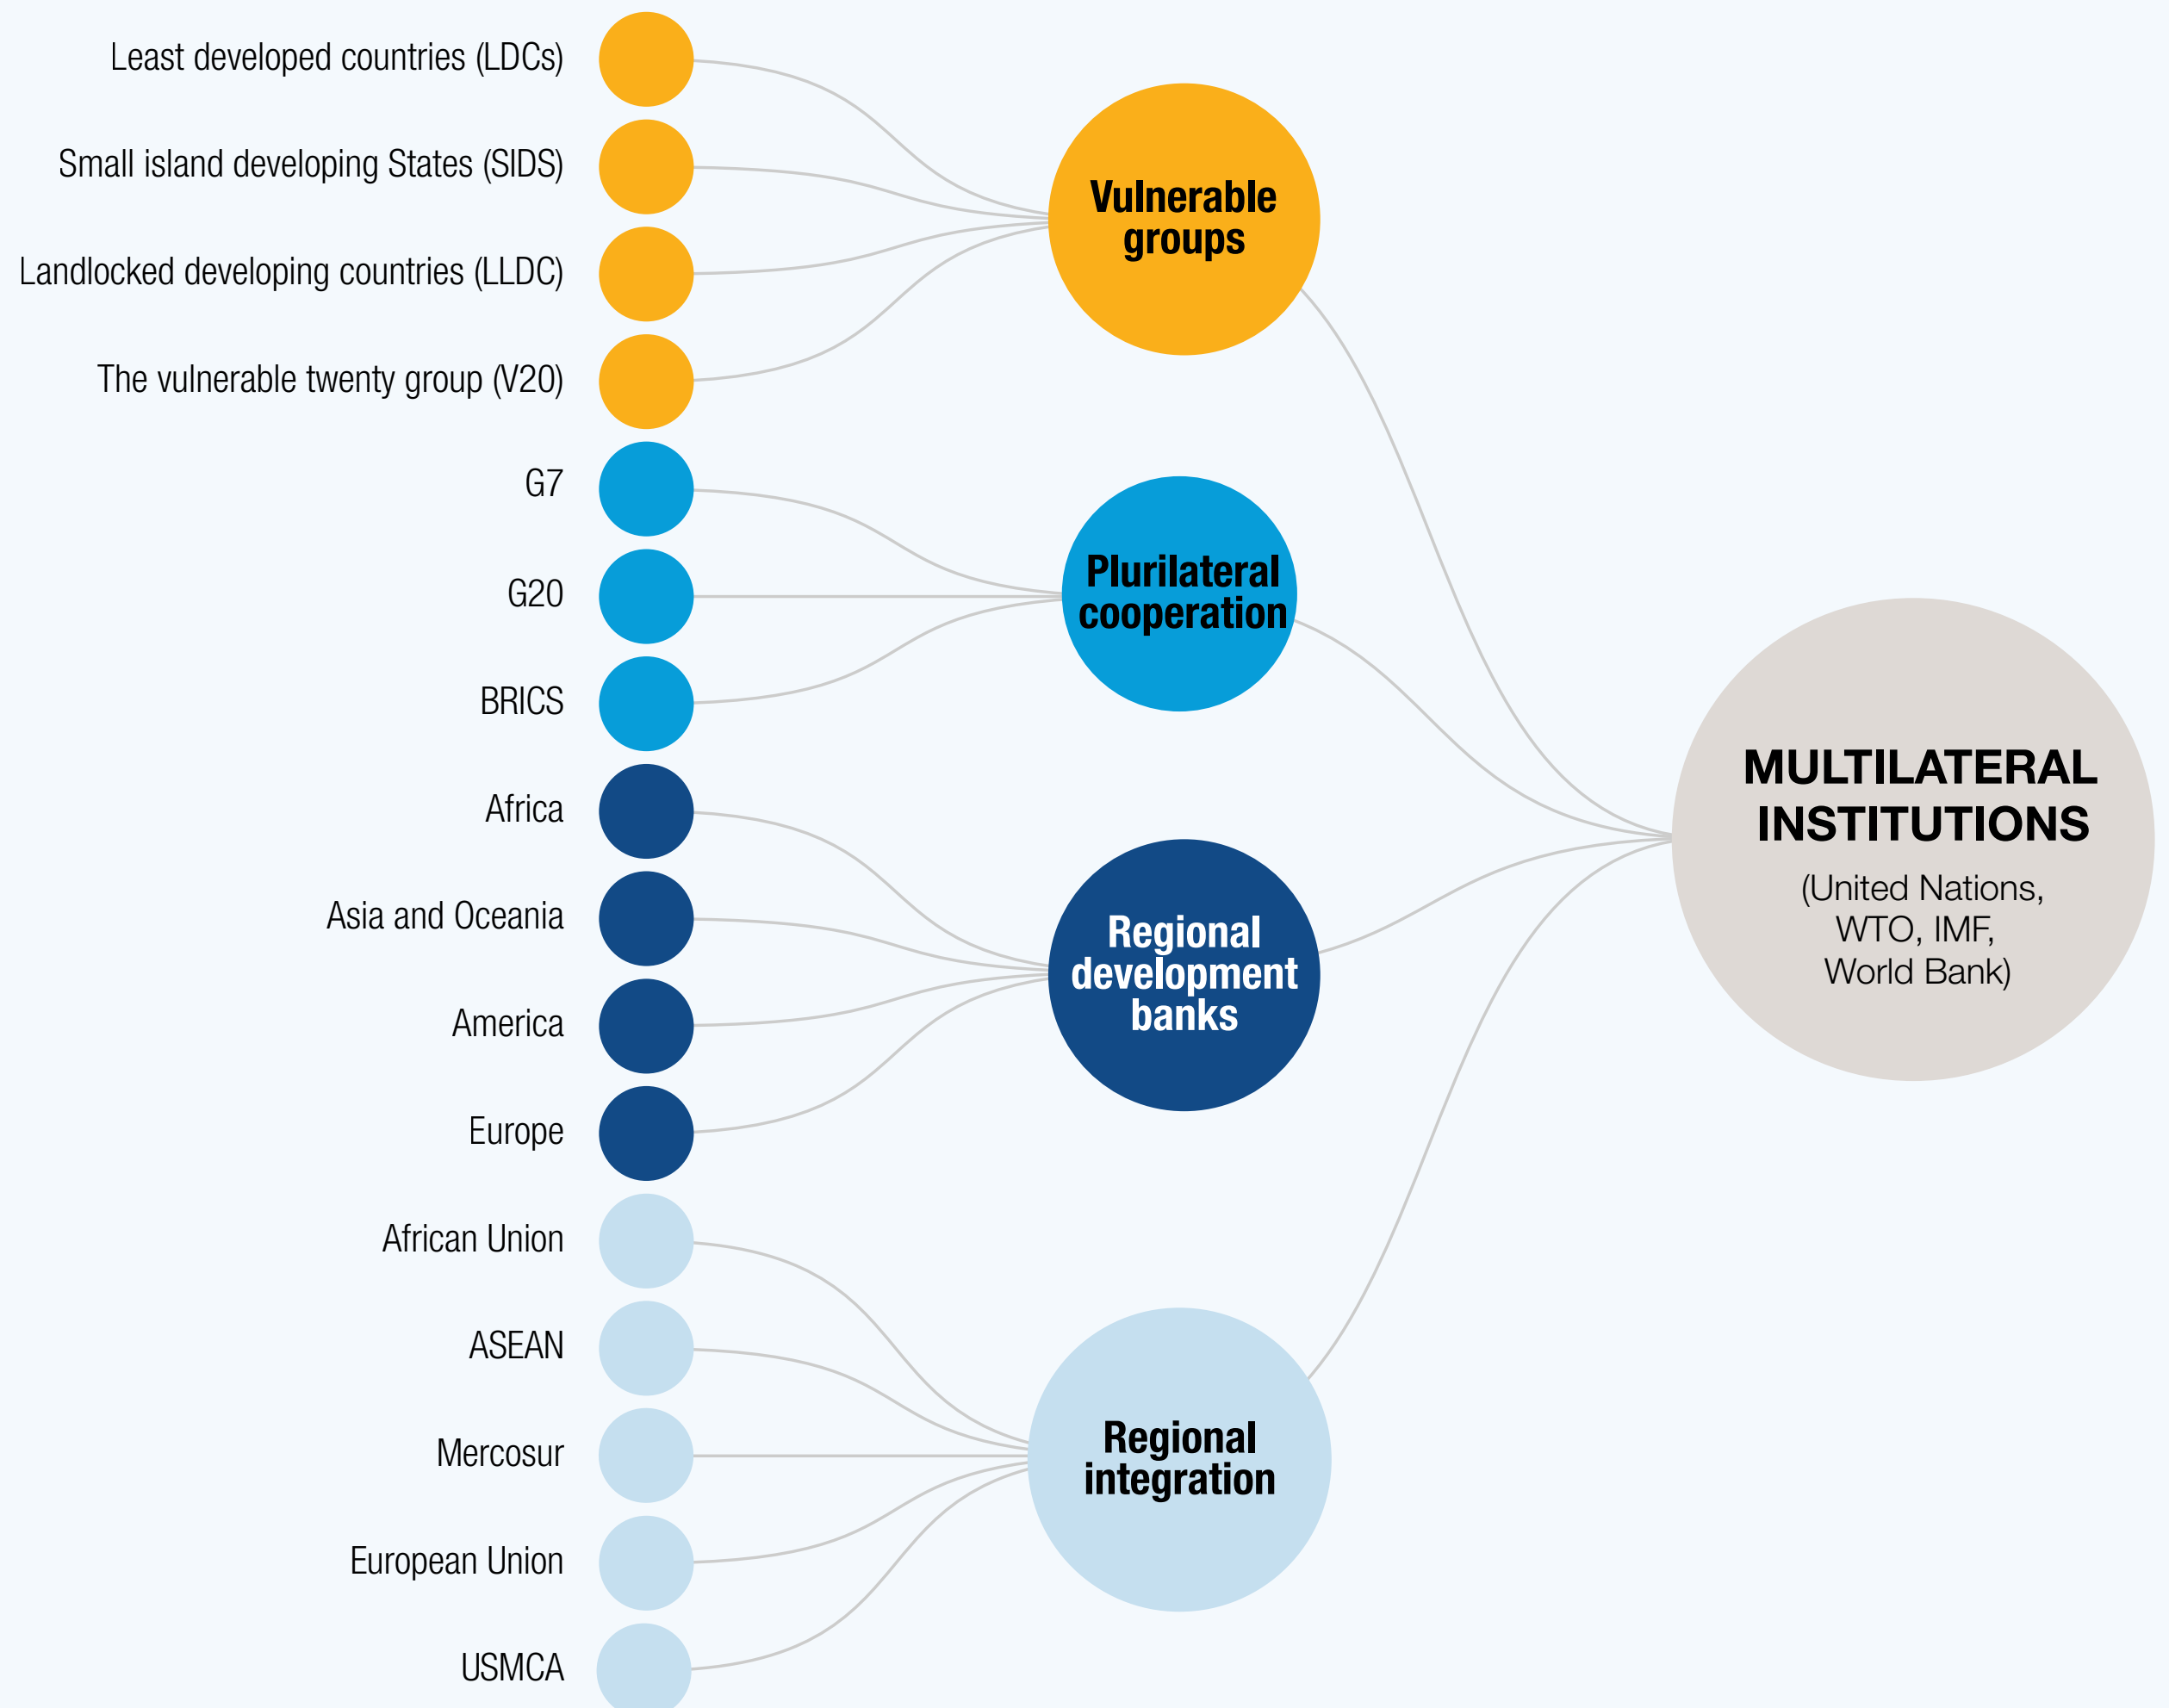 Least developed countries (LDCs)
Small island developing States (SIDS)
Landlocked developing countries (LLDC)
The vulnerable twenty group (V20)
G7
G20
BRICS
Africa
Asia and Oceania
America
Europe
African Union
ASEAN
Mercosur
European Union
USMCA
Vulnerable
groups
Plurilateral
cooperation
Regional
development
banks
Regional
integration
MULTILATERAL
INSTITUTIONS
(United Nations,
WTO, IMF,
World Bank)